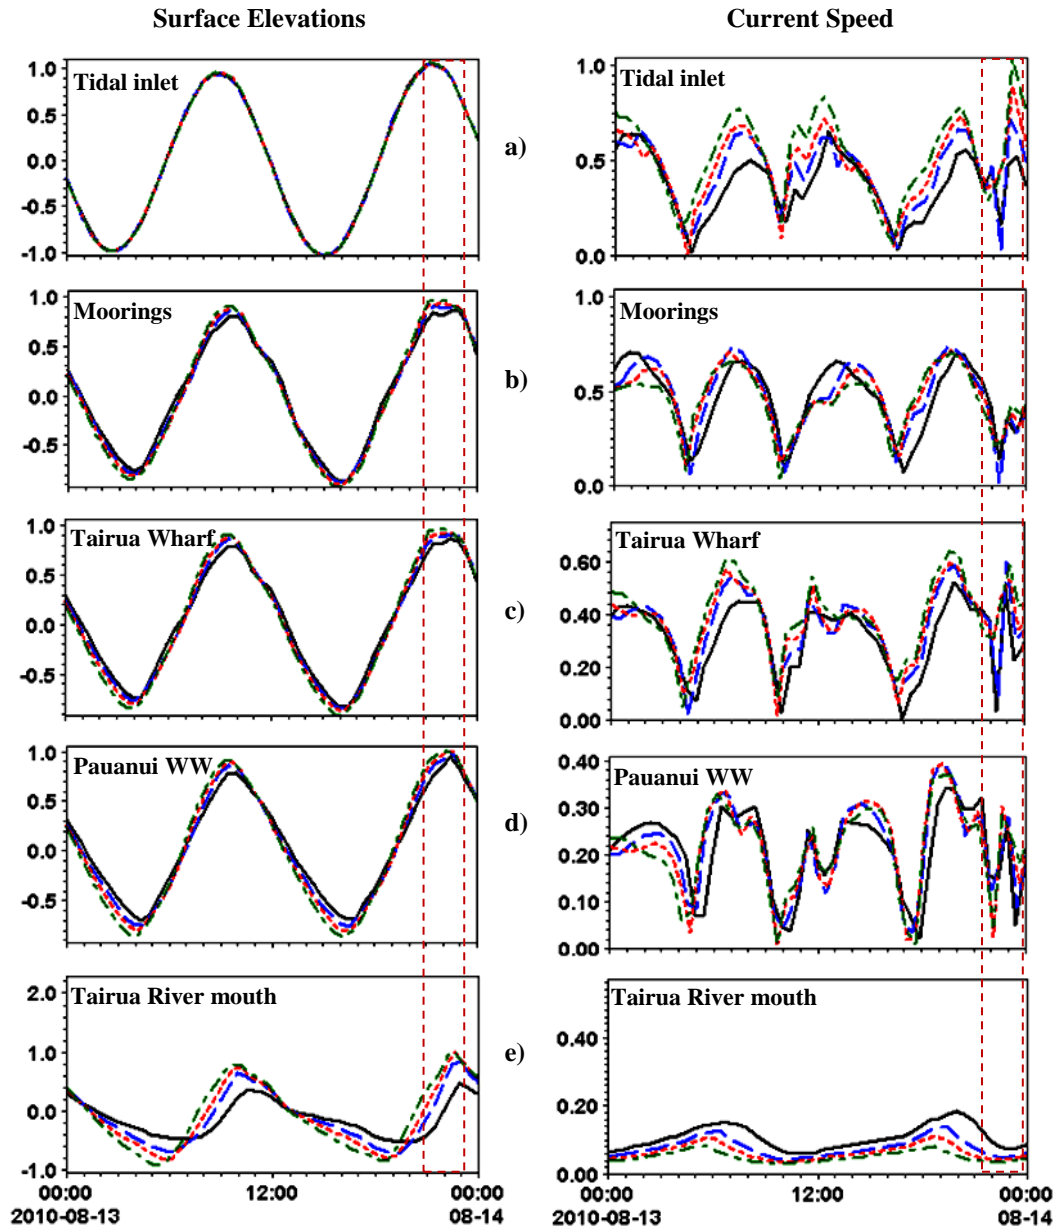 Surface Elevations
Current Speed
Tidal inlet
1.0
0.5
0.0
-0.5
-1.0
a)
Tidal inlet
1.0
0.5
0.0
Moorings
1.0
0.5
0.0
-0.5
b)
Moorings
1.0
0.5
0.0
Tairua Wharf
1.0
0.5
0.0
-0.5
c)
Tairua Wharf
0.60
0.40
0.20
0.00
Pauanui WW
1.0
0.5
0.0
-0.5
d)
Pauanui WW
0.40
0.30
0.20
0.10
0.00
Tairua River mouth
2.0
1.0
0.0
-1.0
e)
Tairua River mouth
0.40
0.20
0.00
00:00 12:00 00:00
2010-08-13 08-14
00:00 12:00 00:00
2010-08-13 08-14